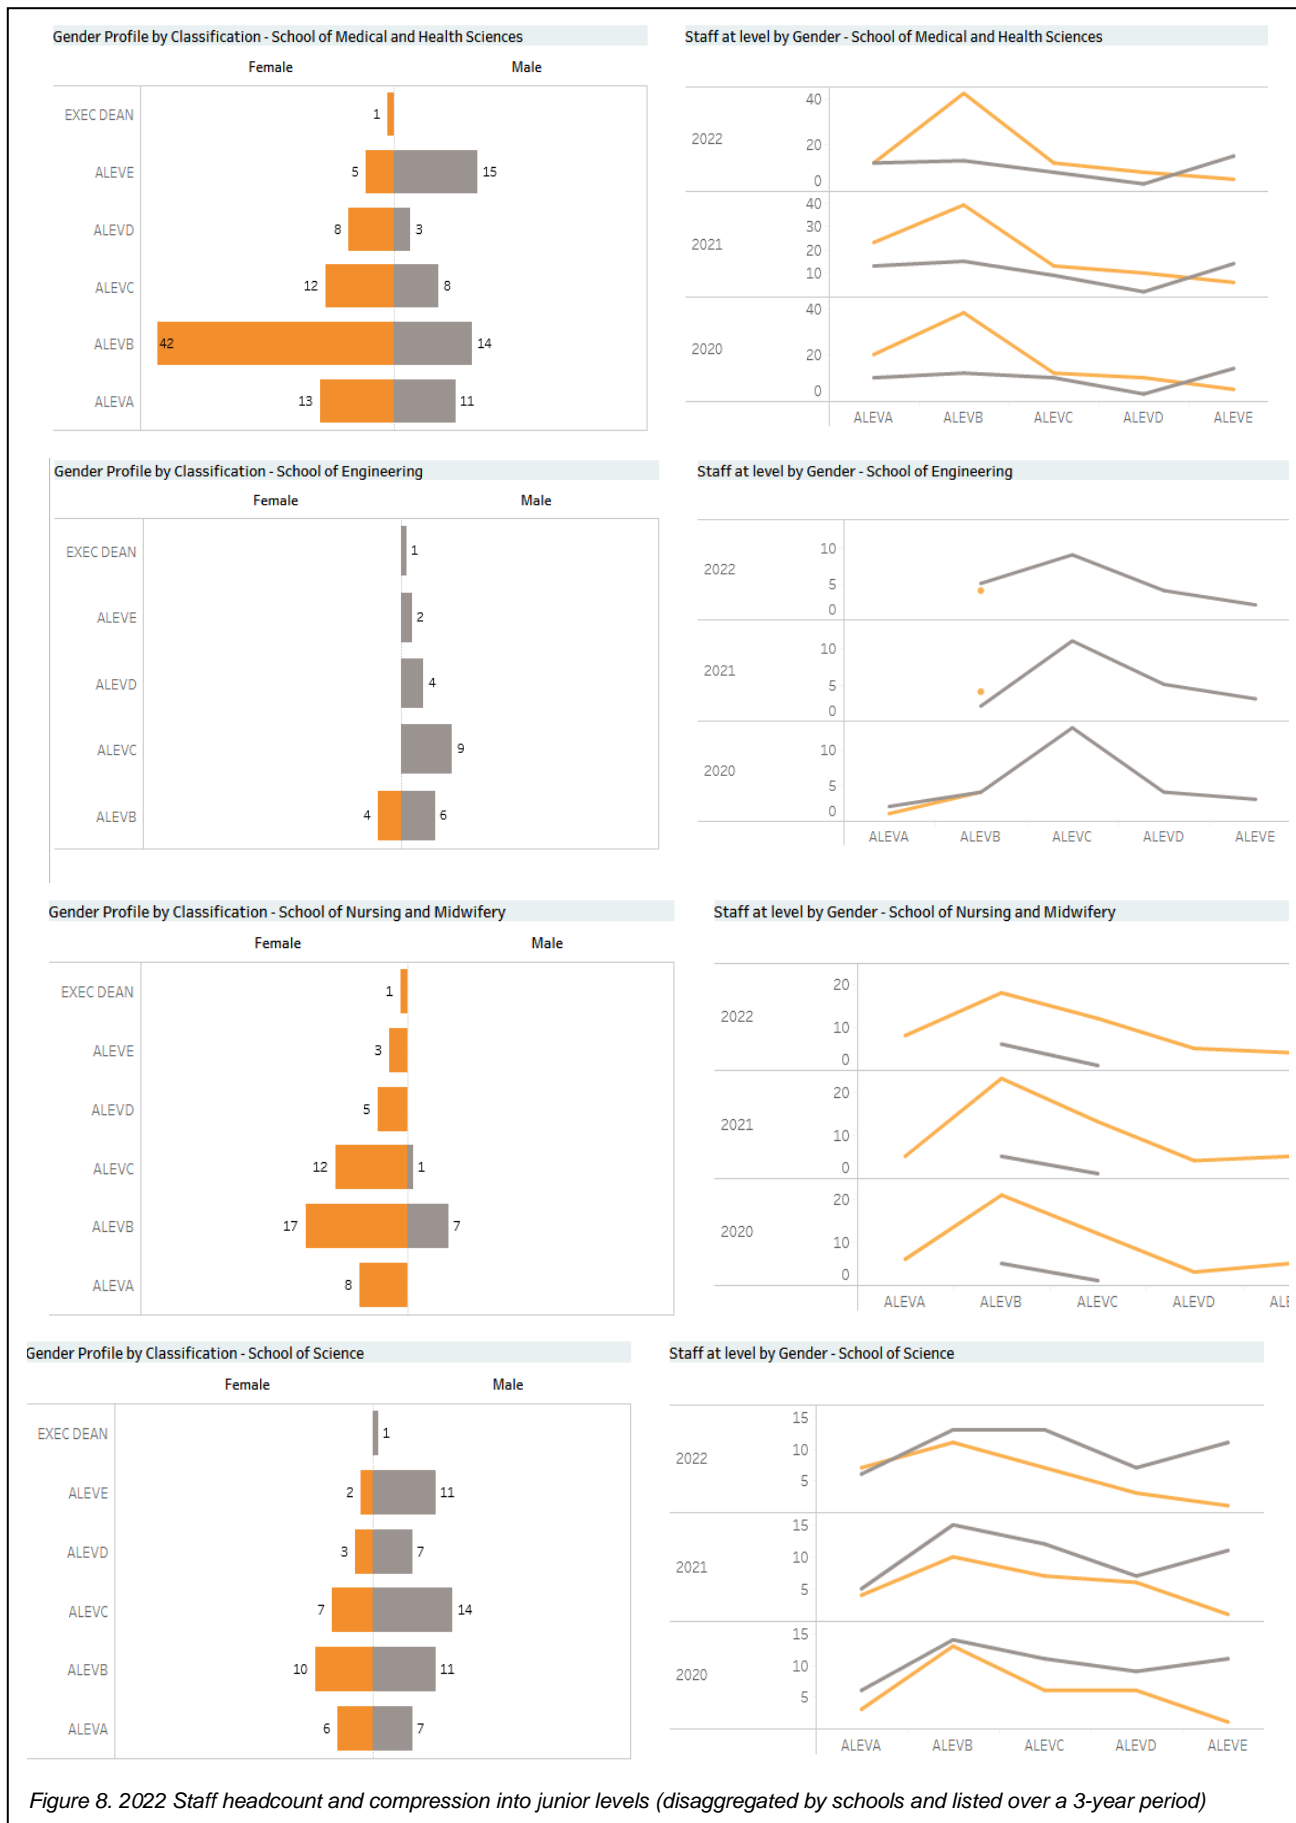 Gender Profile by Classification - School of Medical and Health Sciences
Female Male
EXEC DEAN 1
ALEVE 5 15
ALEVD 8 3
ALEVC 12 8
ALEVB 42 14
ALEVA 13 11
Staff at level by Gender - School of Medical and Health Sciences
40
2022
20
0
40
30
2021
20
10
40
2020
20
0
ALEVA ALEVB ALEVC ALEVD ALEVE
Gender Profile by Classification - School of Engineering
Female Male
EXEC DEAN 1
ALEVE 2
ALEVD 4
ALEVC 9
ALEVB 4 6
Staff at level by Gender - School of Engineering
10
2022
5
0
10
2021
5
0
10
2020
5
0
ALEVA ALEVB ALEVC ALEVD ALEVE
Gender Profile by Classification - School of Nursing and Midwifery
Female Male
EXEC DEAN 1
ALEVE 3
ALEVD 5
ALEVC 12 1
ALEVB 17 7
ALEVA 8
Staff at level by Gender - School of Nursing and Midwifery
20
2022
10
0
20
2021
10
0
20
2020
10
0
ALEVA ALEVB ALEVC ALEVD ALE
Gender Profile by Classification - School of Science
Female Male
EXEC DEAN 1
ALEVE 2 11
ALEVD 3 7
ALEVC 7 14
ALEVB 10 11
ALEVA 6 7
Staff at level by Gender - School of Science
15
2022
10
5
15
2021
10
5
15
2020
10
5
ALEVA ALEVB ALEVC ALEVD ALEVE
Figure 8. 2022 Staff headcount and compression into junior levels (disaggregated by schools and listed over a 3-year period)